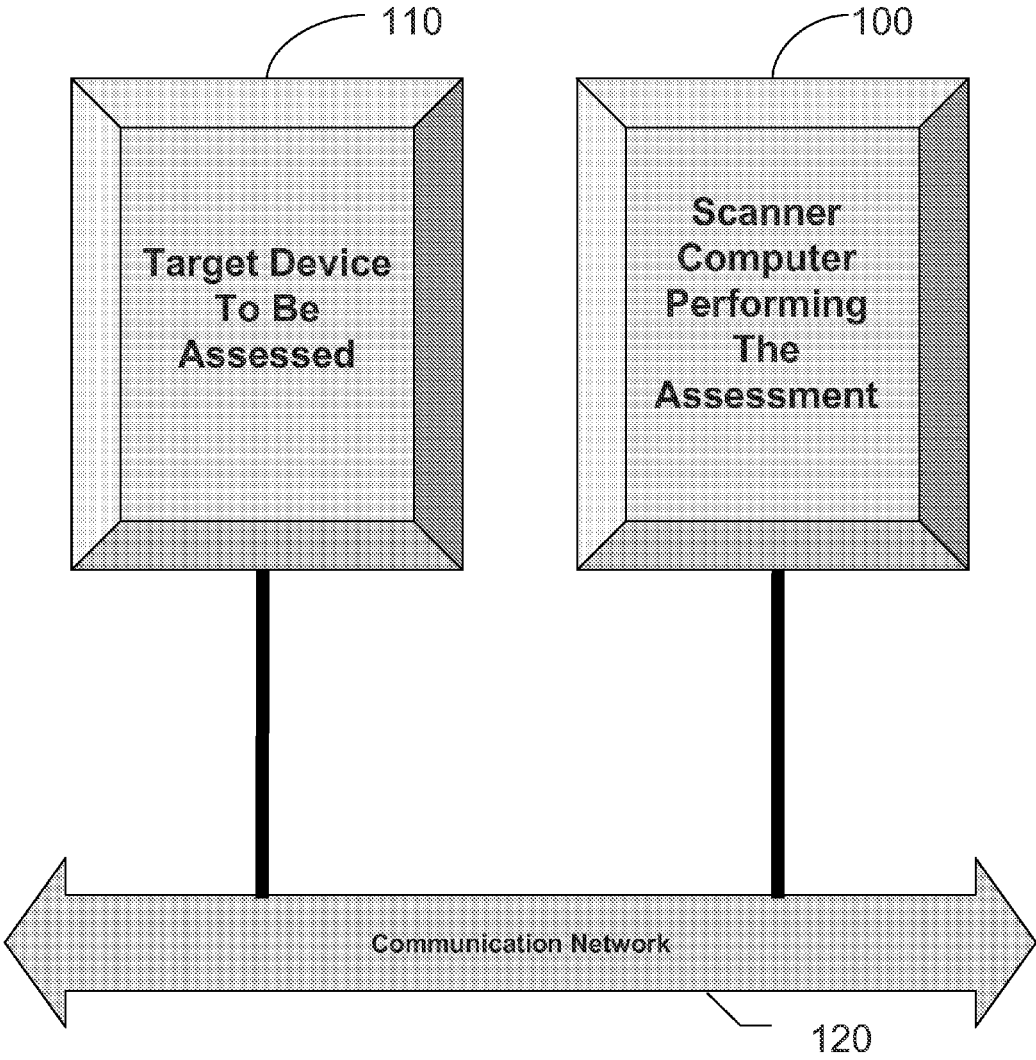 110
100
Target Device
To Be
Assessed
Scanner
Computer
Performing
The
Assessment
Communication Network
120